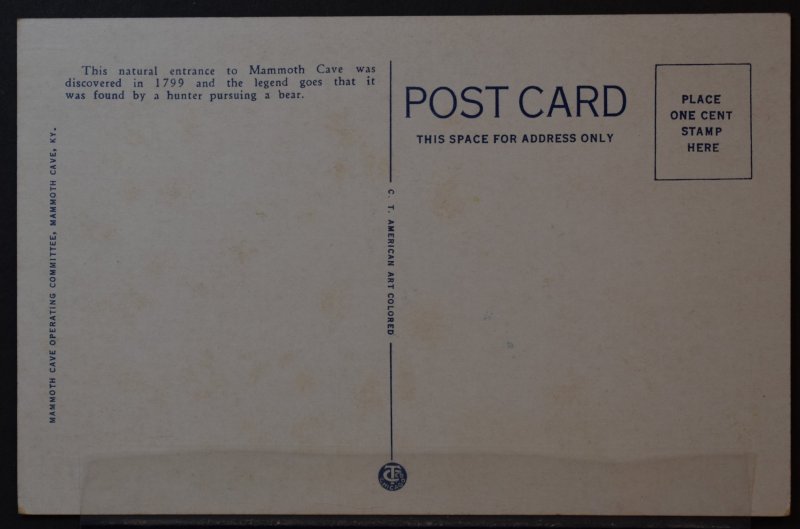 This natural entrance to Mammoth Cave was
discovered in 1799 and the legend goes that it
was found by a hunter pursuing a bear.
MAMMOTH CAVE OPERATING COMMITTEE, MAMMOTH CAVE, KY.
C. T. AMERICAN ART COLORED
POST CARD
THIS SPACE FOR ADDRESS ONLY
PLACE
ONE CENT
STAMP
HERE
CHICAGO